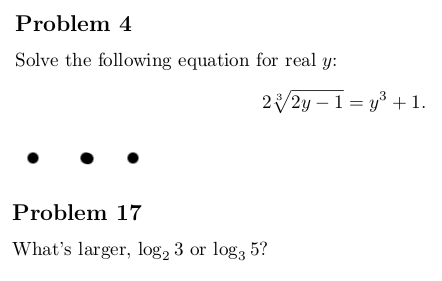 Problem 4
Solve the following equation for real y:
2∛(2y − 1) = y³ + 1.
• • •
Problem 17
What's larger, log₂ 3 or log₃ 5?